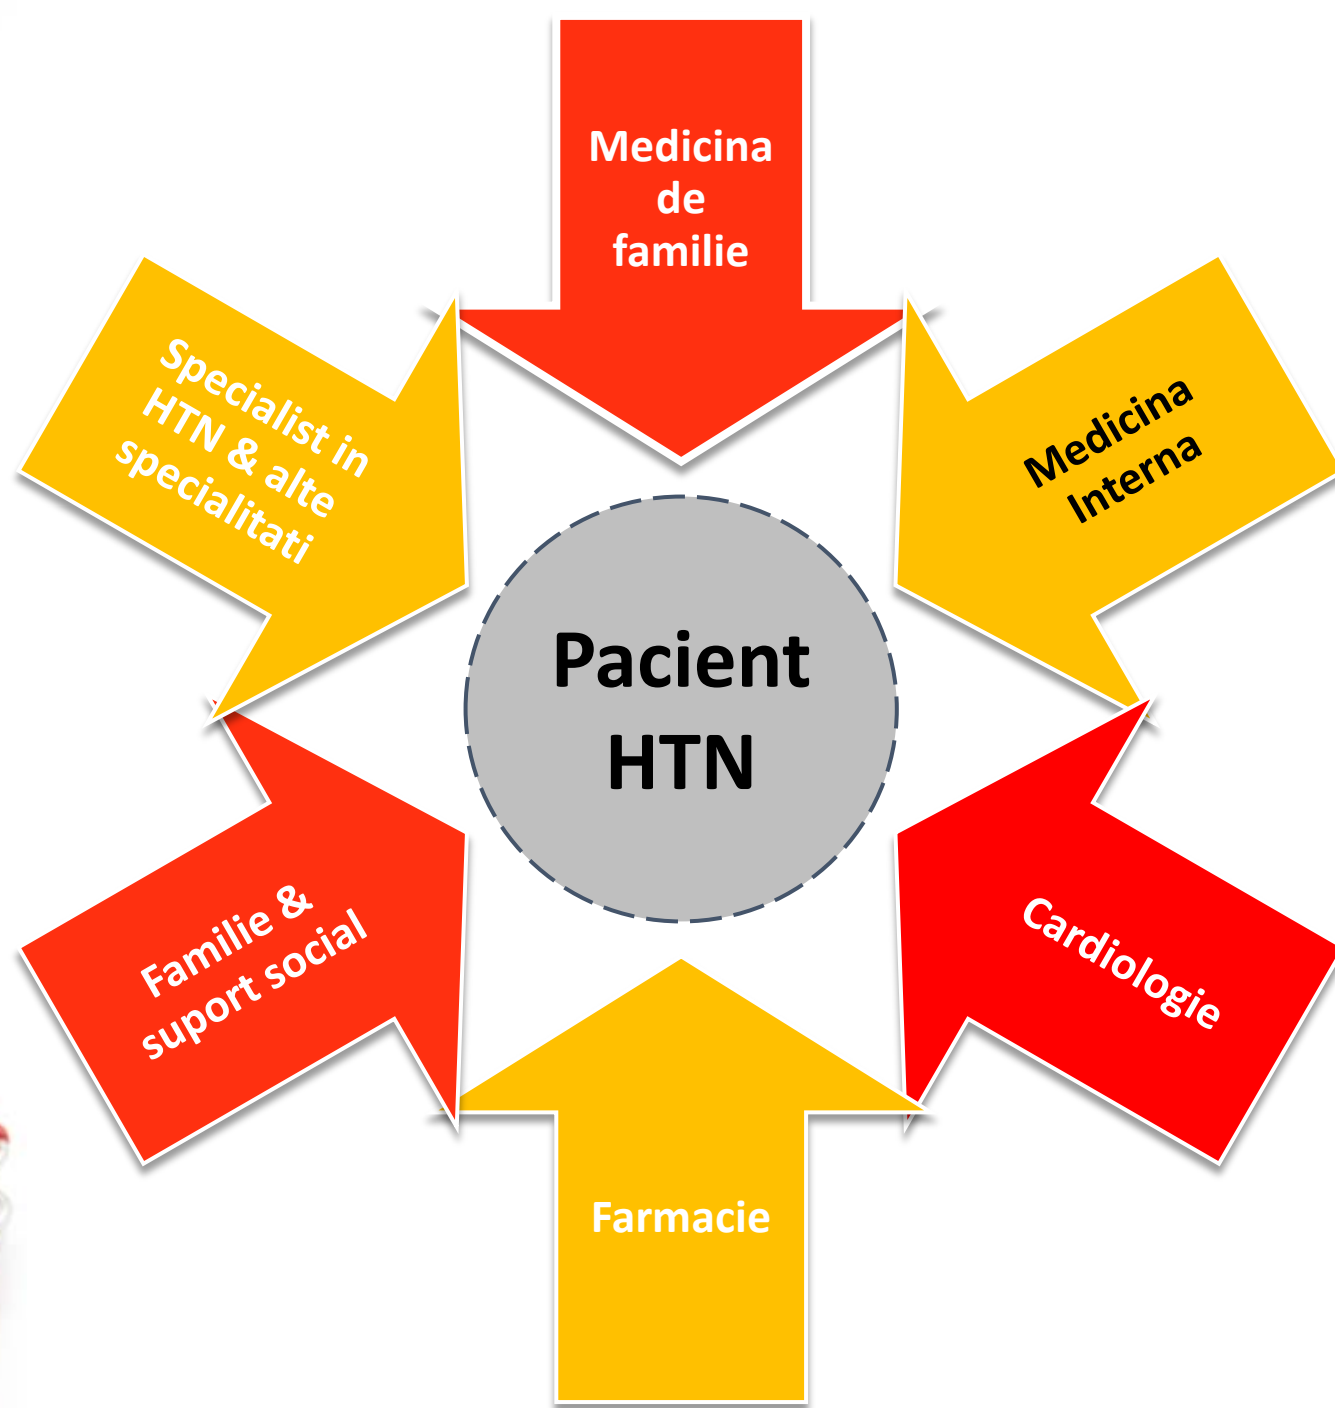 Medicina
de
familie
Medicina
Interna
Cardiologie
Farmacie
Familie &
suport social
Specialist in
HTN & alte
specialitati
Pacient
HTN